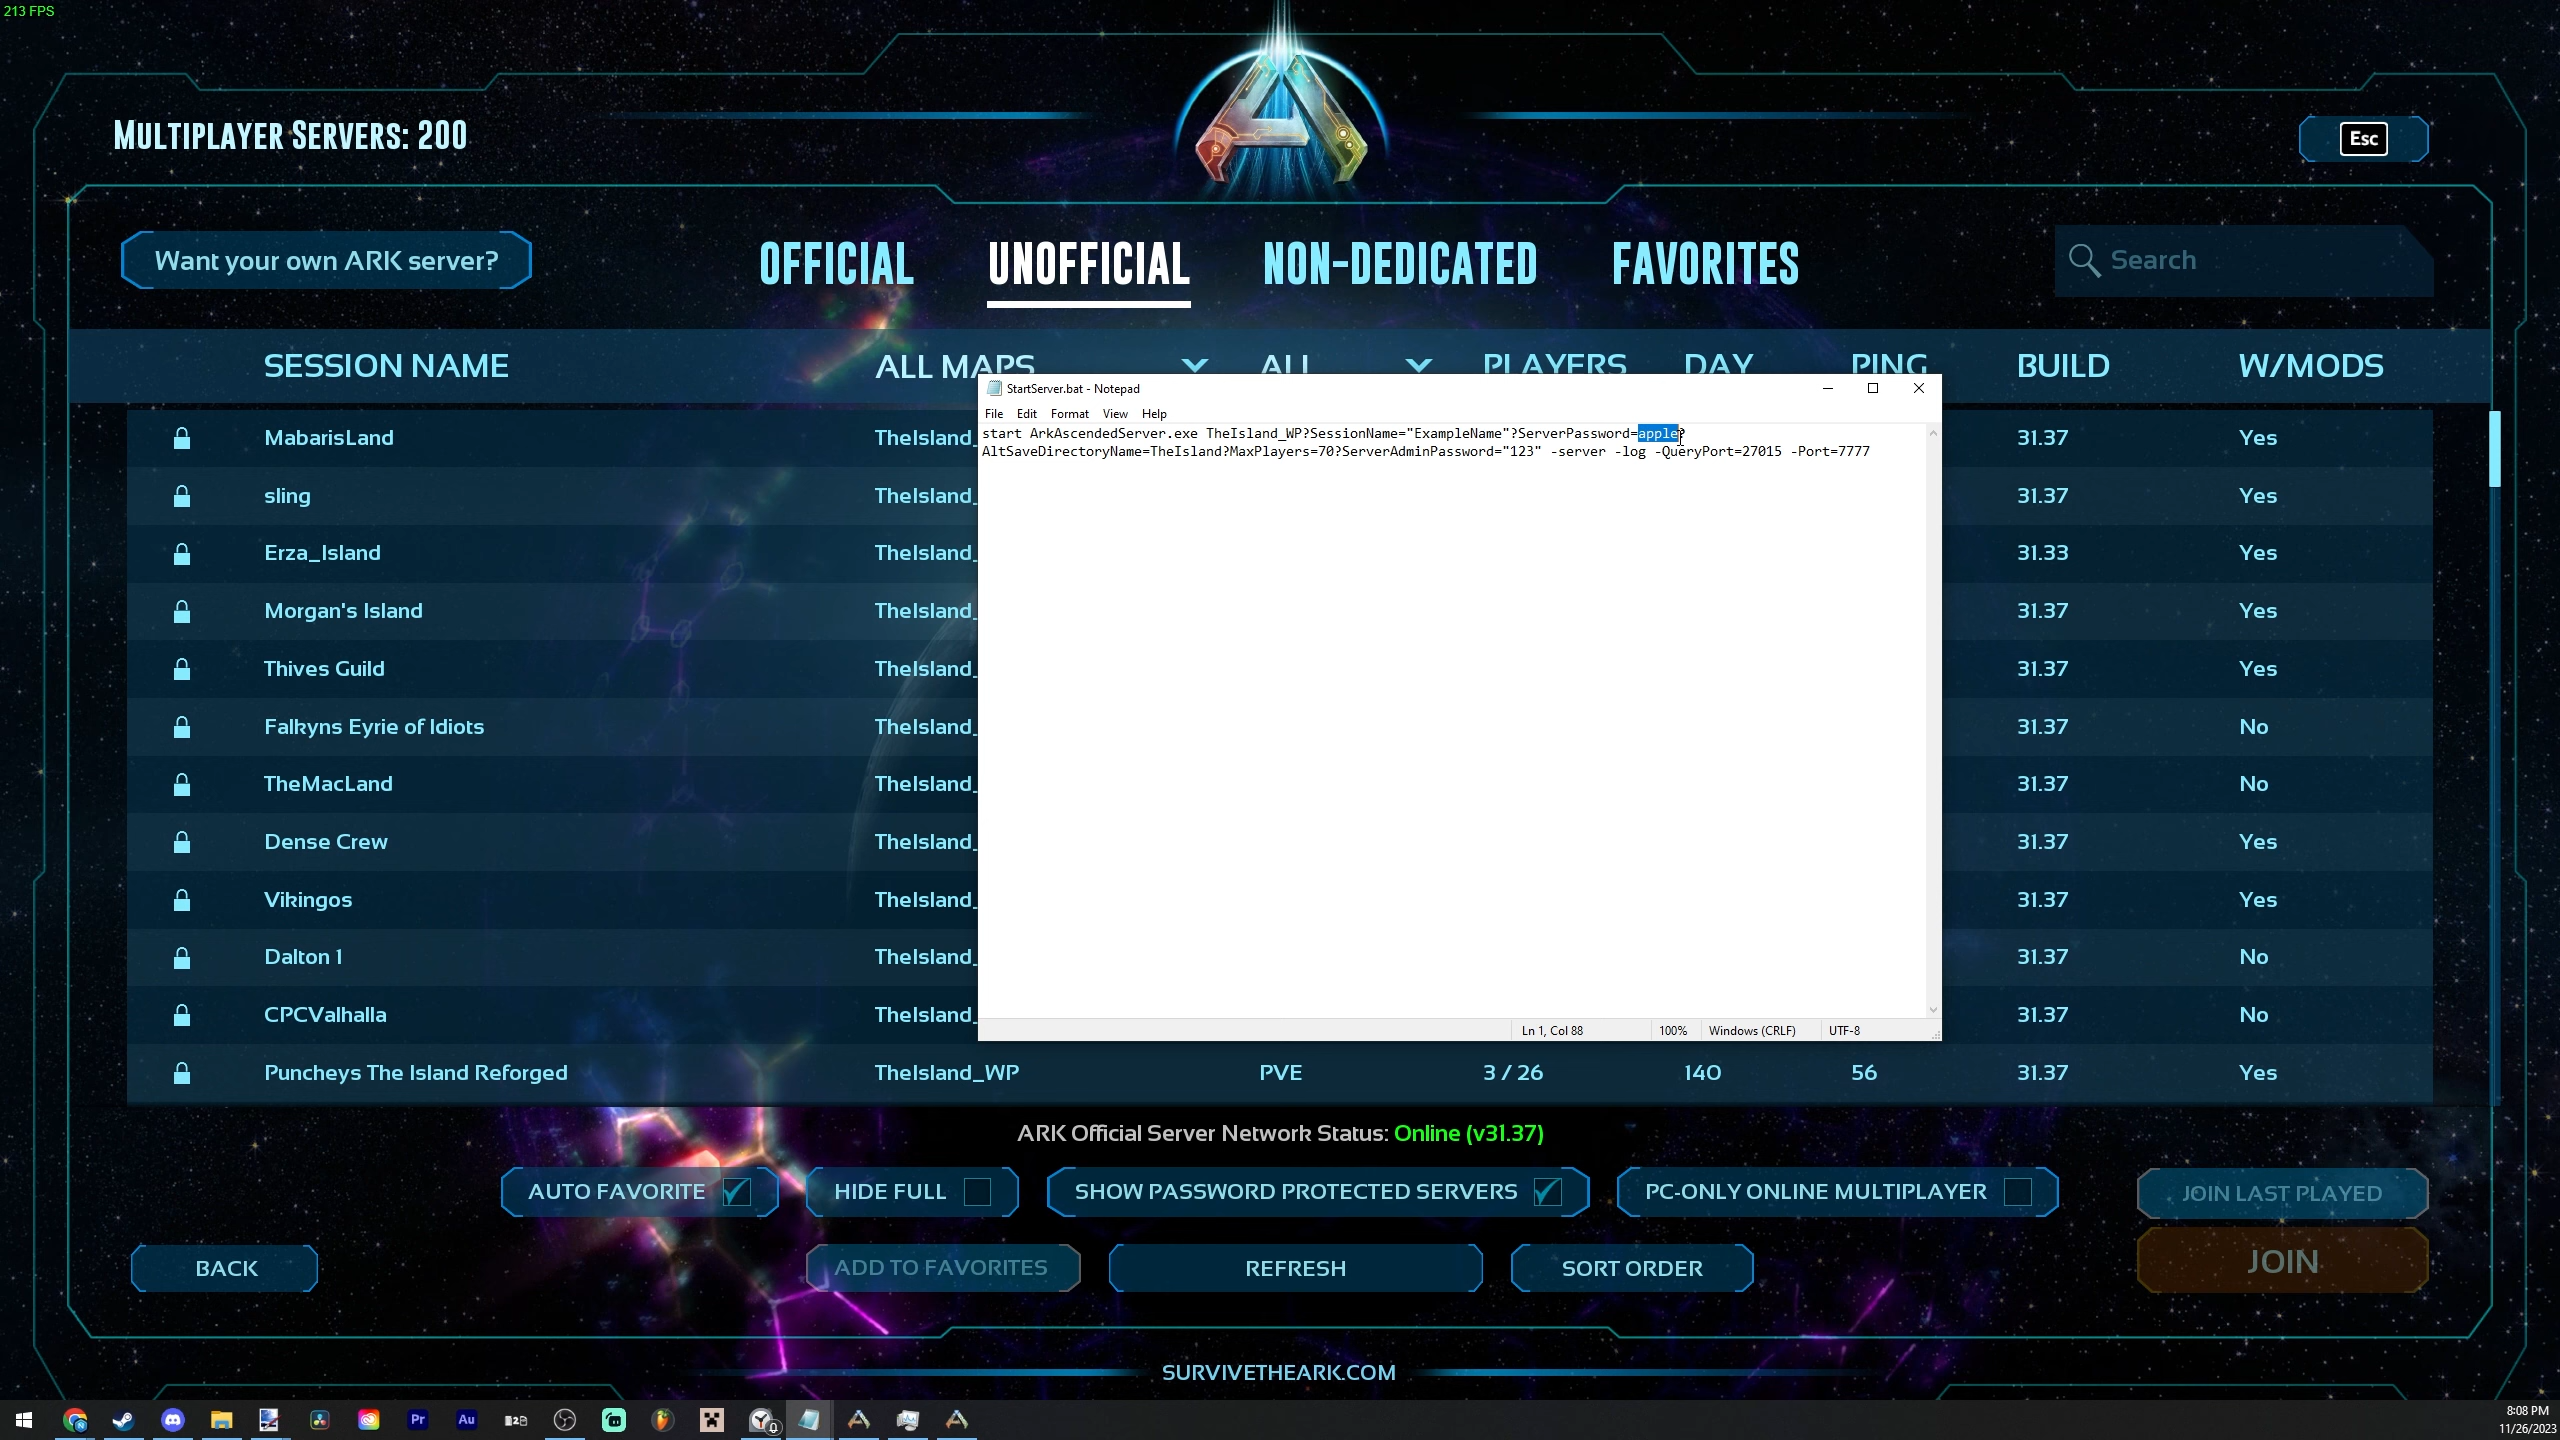 213 FPS
MULTIPLAYER SERVERS: 200
Esc
Want your own ARK server?
OFFICIAL UNOFFICIAL NON-DEDICATED FAVORITES
Search
SESSION NAME ALL MAPS ALL PLAYERS DAY PING BUILD W/MODS
StartServer.bat - Notepad
File Edit Format View Help
start ArkAscendedServer.exe TheIsland_WP?SessionName="ExampleName"?ServerPassword=apple?
AltSaveDirectoryName=TheIsland?MaxPlayers=70?ServerAdminPassword="123" -server -log -QueryPort=27015 -Port=7777
Ln 1, Col 88 100% Windows (CRLF) UTF-8
MabarisLand TheIsland_ 31.37 Yes
sling TheIsland_ 31.37 Yes
Erza_Island TheIsland_ 31.33 Yes
Morgan's Island TheIsland_ 31.37 Yes
Thives Guild TheIsland_ 31.37 Yes
Falkyns Eyrie of Idiots TheIsland_ 31.37 No
TheMacLand TheIsland_ 31.37 No
Dense Crew TheIsland_ 31.37 Yes
Vikingos TheIsland_ 31.37 Yes
Dalton 1 TheIsland_ 31.37 No
CPCValhalla TheIsland_ 31.37 No
Puncheys The Island Reforged TheIsland_WP PVE 3 / 26 140 56 31.37 Yes
ARK Official Server Network Status: Online (v31.37)
AUTO FAVORITE HIDE FULL SHOW PASSWORD PROTECTED SERVERS PC-ONLY ONLINE MULTIPLAYER JOIN LAST PLAYED
BACK ADD TO FAVORITES REFRESH SORT ORDER JOIN
SURVIVETHEARK.COM
Pr Au
8:08 PM
11/26/2023